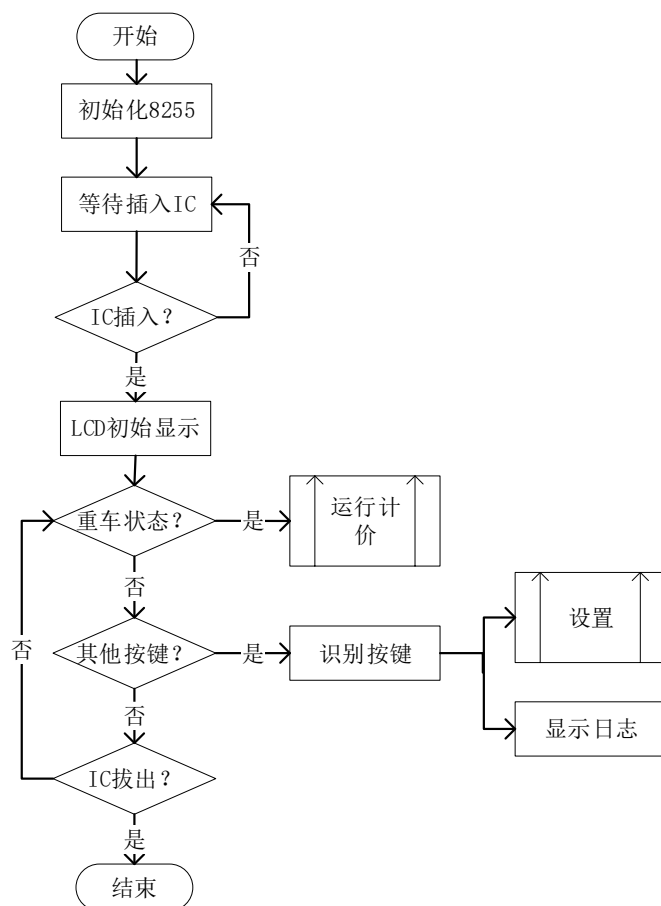 开始
初始化8255
等待插入IC
否
IC插入?
是
LCD初始显示
重车状态?
是
运行计
价
否
否
其他按键?
是
识别按键
设置
否
显示日志
IC拔出?
是
结束